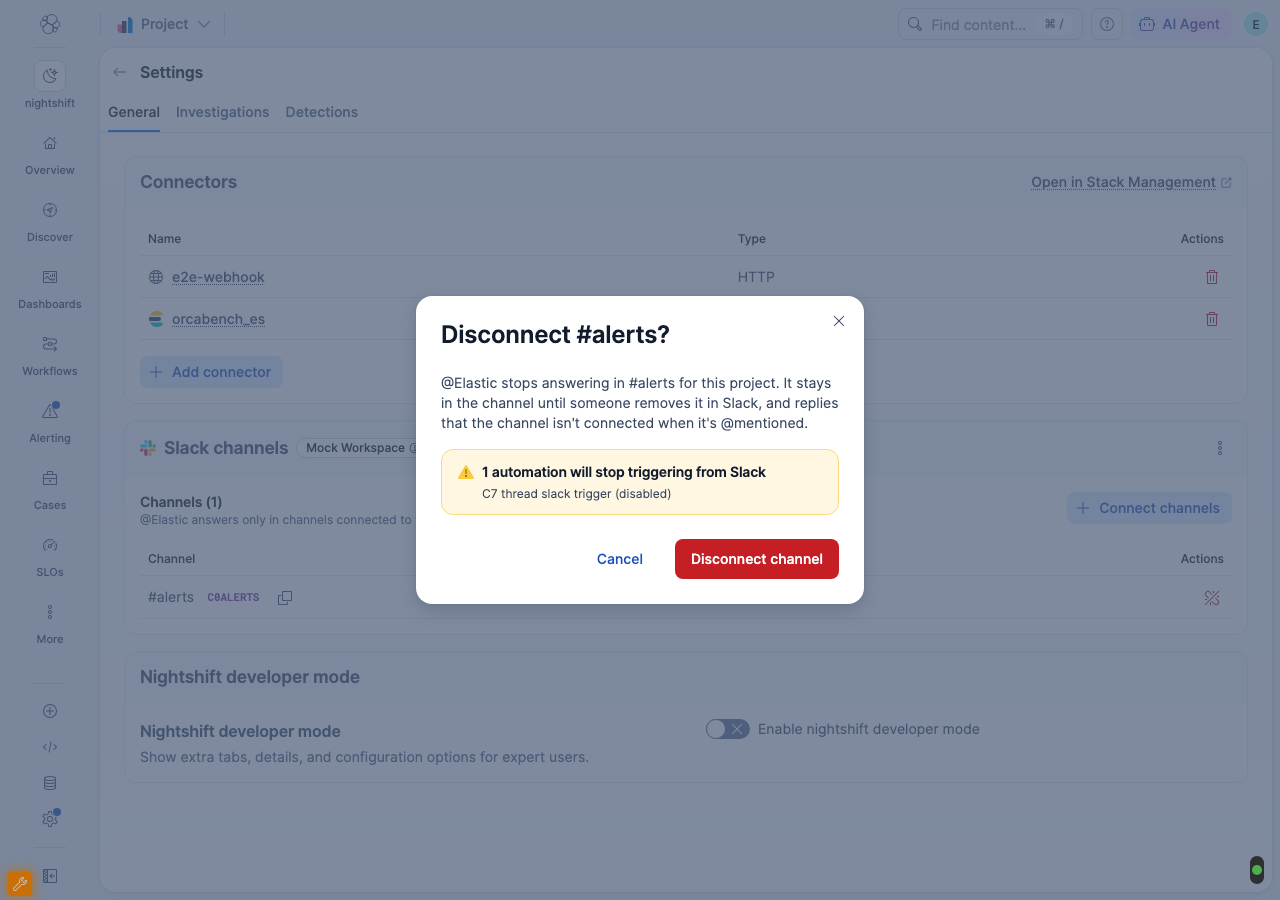 Project
Find content...
⌘ /
AI Agent
E
Settings
nightshift
General
Investigations
Detections
Overview
Discover
Dashboards
Workflows
Alerting
Cases
SLOs
More
Connectors
Open in Stack Management
Name
Type
Actions
e2e-webhook
HTTP
orcabench_es
Add connector
Slack channels
Mock Workspace
Channels (1)
@Elastic answers only in channels connected to
Connect channels
Channel
Actions
#alerts
C0ALERTS
Disconnect #alerts?
@Elastic stops answering in #alerts for this project. It stays
in the channel until someone removes it in Slack, and replies
that the channel isn't connected when it's @mentioned.
1 automation will stop triggering from Slack
C7 thread slack trigger (disabled)
Cancel
Disconnect channel
Nightshift developer mode
Nightshift developer mode
Enable nightshift developer mode
Show extra tabs, details, and configuration options for expert users.